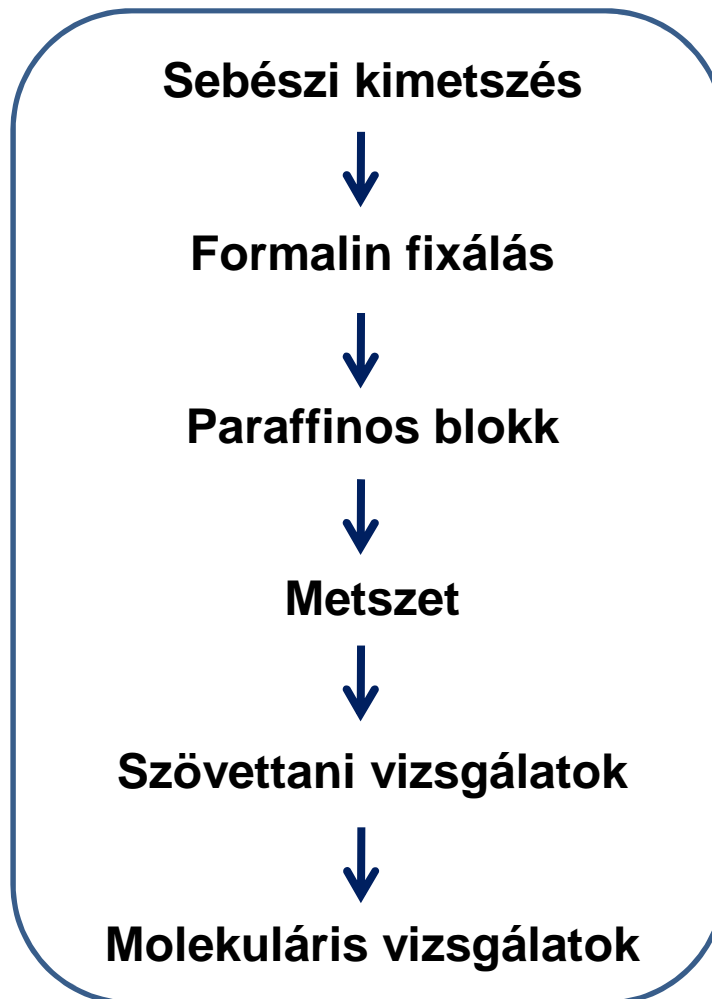 Sebészi kimetszés
Formalin fixálás
Paraffinos blokk
Metszet
Szövettani vizsgálatok
Molekuláris vizsgálatok